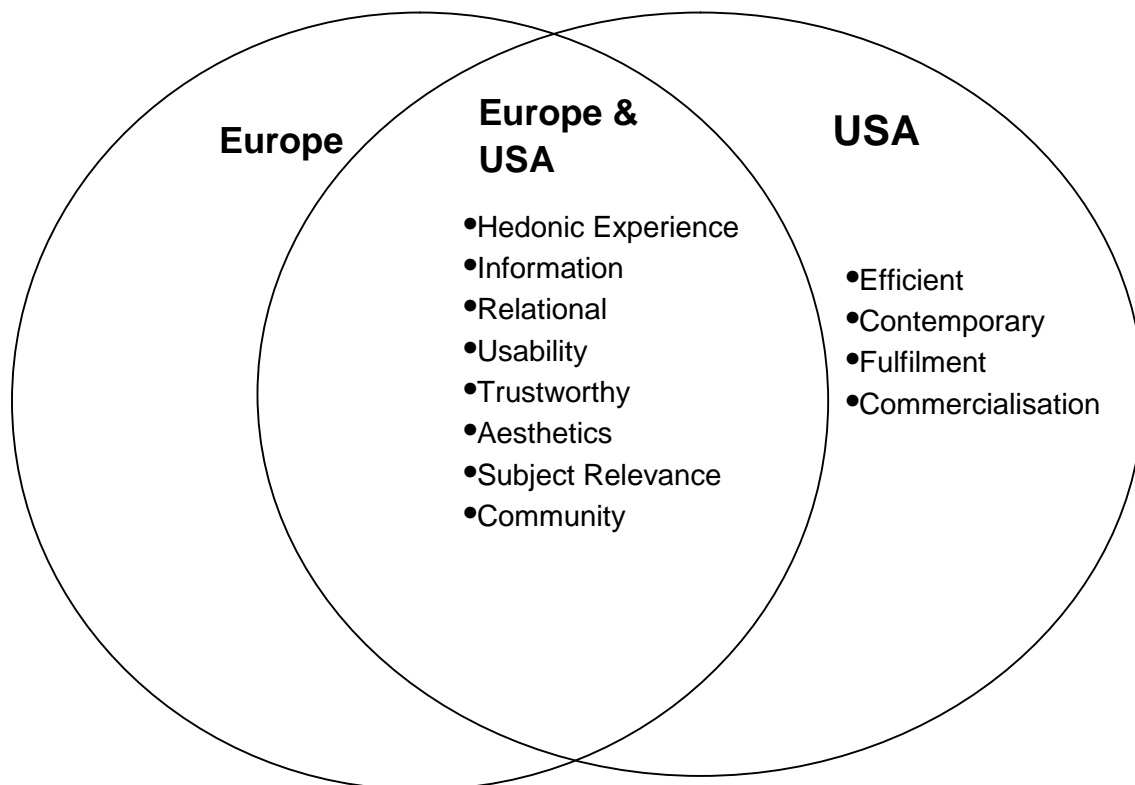 Europe
Europe &
USA
•Hedonic Experience
•Information
•Relational
•Usability
•Trustworthy
•Aesthetics
•Subject Relevance
•Community
USA
•Efficient
•Contemporary
•Fulfilment
•Commercialisation